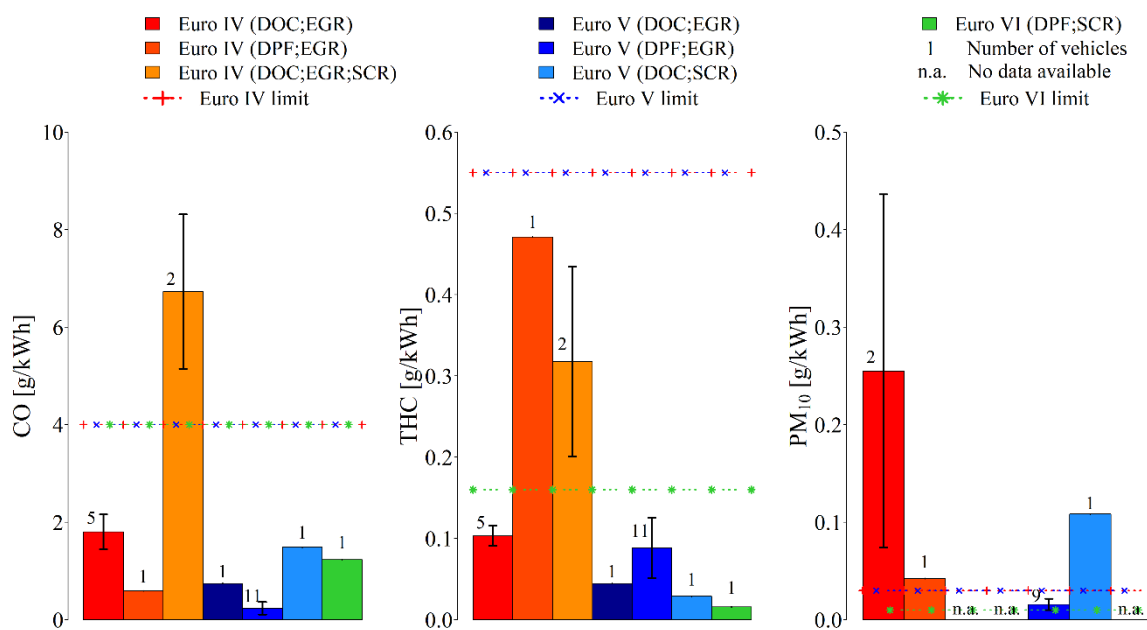 Euro IV (DOC;EGR)
Euro IV (DPF;EGR)
Euro IV (DOC;EGR;SCR)
Euro IV limit
Euro V (DOC;EGR)
Euro V (DPF;EGR)
Euro V (DOC;SCR)
Euro V limit
Euro VI (DPF;SCR)
1 Number of vehicles
n.a. No data available
Euro VI limit
CO [g/kWh]
10
8
6
4
2
0
5
1
2
1
11
1
1
THC [g/kWh]
0.6
0.5
0.4
0.3
0.2
0.1
0.0
5
1
2
1
11
1
1
PM10 [g/kWh]
0.5
0.4
0.3
0.2
0.1
0.0
2
1
n.a.
n.a.
9
1
n.a.